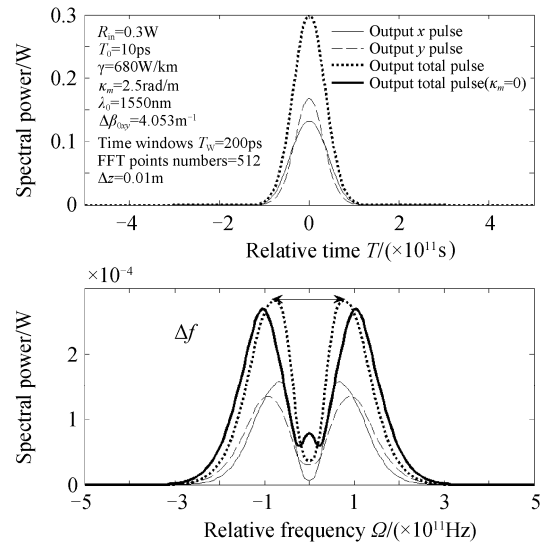 Spectral power/W
0.3
0.2
0.1
0
R_in=0.3W
T_0=10ps
γ=680W/km
κ_m=2.5rad/m
λ_0=1550nm
Δβ_0xy=4.053m⁻¹
Time windows T_W=200ps
FFT points numbers=512
Δz=0.01m
Output x pulse
Output y pulse
Output total pulse
Output total pulse(κ_m=0)
−4 −2 0 2 4
Relative time T/(×10¹¹s)
×10⁻⁴
Spectral power/W
4
2
0
Δf
−5 −3 −1 1 3 5
Relative frequency Ω/(×10¹¹Hz)